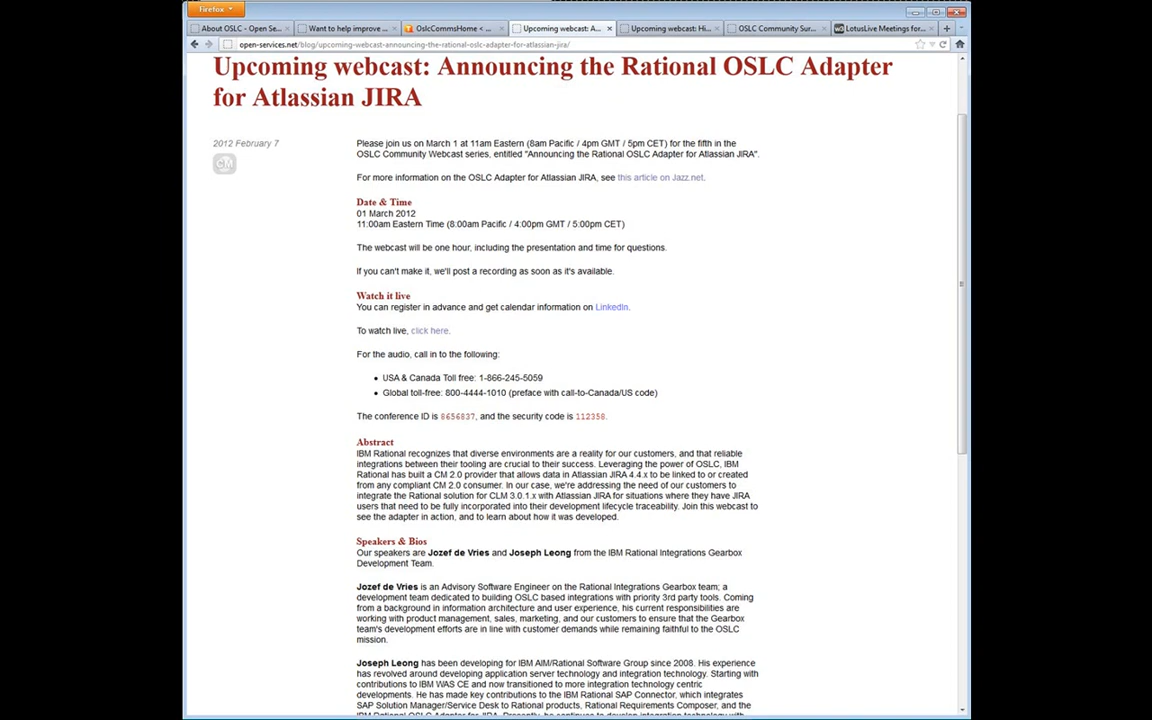 Firefox
About OSLC - Open Se...
Want to help improve ...
OslcCommsHome < ...
Upcoming webcast: A...
Upcoming webcast: Hi...
OSLC Community Sur...
LotusLive Meetings for...
open-services.net/blog/upcoming-webcast-announcing-the-rational-oslc-adapter-for-atlassian-jira/
Upcoming webcast: Announcing the Rational OSLC Adapter
for Atlassian JIRA
2012 February 7
CM
Please join us on March 1 at 11am Eastern (8am Pacific / 4pm GMT / 5pm CET) for the fifth in the
OSLC Community Webcast series, entitled "Announcing the Rational OSLC Adapter for Atlassian JIRA".
For more information on the OSLC Adapter for Atlassian JIRA, see this article on Jazz.net.
Date & Time
01 March 2012
11:00am Eastern Time (8:00am Pacific / 4:00pm GMT / 5:00pm CET)
The webcast will be one hour, including the presentation and time for questions.
If you can't make it, we'll post a recording as soon as it's available.
Watch it live
You can register in advance and get calendar information on LinkedIn.
To watch live, click here.
For the audio, call in to the following:
• USA & Canada Toll free: 1-866-245-5059
• Global toll-free: 800-4444-1010 (preface with call-to-Canada/US code)
The conference ID is 8656837, and the security code is 112358.
Abstract
IBM Rational recognizes that diverse environments are a reality for our customers, and that reliable
integrations between their tooling are crucial to their success. Leveraging the power of OSLC, IBM
Rational has built a CM 2.0 provider that allows data in Atlassian JIRA 4.4.x to be linked to or created
from any compliant CM 2.0 consumer. In our case, we're addressing the need of our customers to
integrate the Rational solution for CLM 3.0.1.x with Atlassian JIRA for situations where they have JIRA
users that need to be fully incorporated into their development lifecycle traceability. Join this webcast to
see the adapter in action, and to learn about how it was developed.
Speakers & Bios
Our speakers are Jozef de Vries and Joseph Leong from the IBM Rational Integrations Gearbox
Development Team.
Jozef de Vries is an Advisory Software Engineer on the Rational Integrations Gearbox team; a
development team dedicated to building OSLC based integrations with priority 3rd party tools. Coming
from a background in information architecture and user experience, his current responsibilities are
working with product management, sales, marketing, and our customers to ensure that the Gearbox
team's development efforts are in line with customer demands while remaining faithful to the OSLC
mission.
Joseph Leong has been developing for IBM AIM/Rational Software Group since 2008. His experience
has revolved around developing application server technology and integration technology. Starting with
contributions to IBM WAS CE and now transitioned to more integration technology centric
developments. He has made key contributions to the IBM Rational SAP Connector, which integrates
SAP Solution Manager/Service Desk to Rational products, Rational Requirements Composer, and the
IBM Rational OSLC Adapter for JIRA. Presently, he continues to develop integration technology with